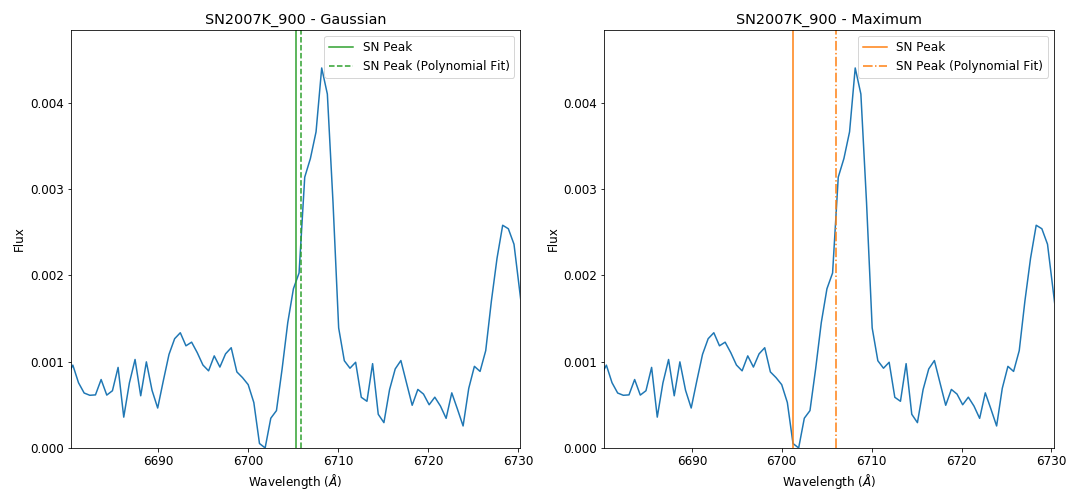 SN2007K_900 - Gaussian
SN Peak
SN Peak (Polynomial Fit)
0.004
0.003
0.002
0.001
0.000
Flux
6690 6700 6710 6720 6730
Wavelength (Å)
SN2007K_900 - Maximum
SN Peak
SN Peak (Polynomial Fit)
0.004
0.003
0.002
0.001
0.000
Flux
6690 6700 6710 6720 6730
Wavelength (Å)